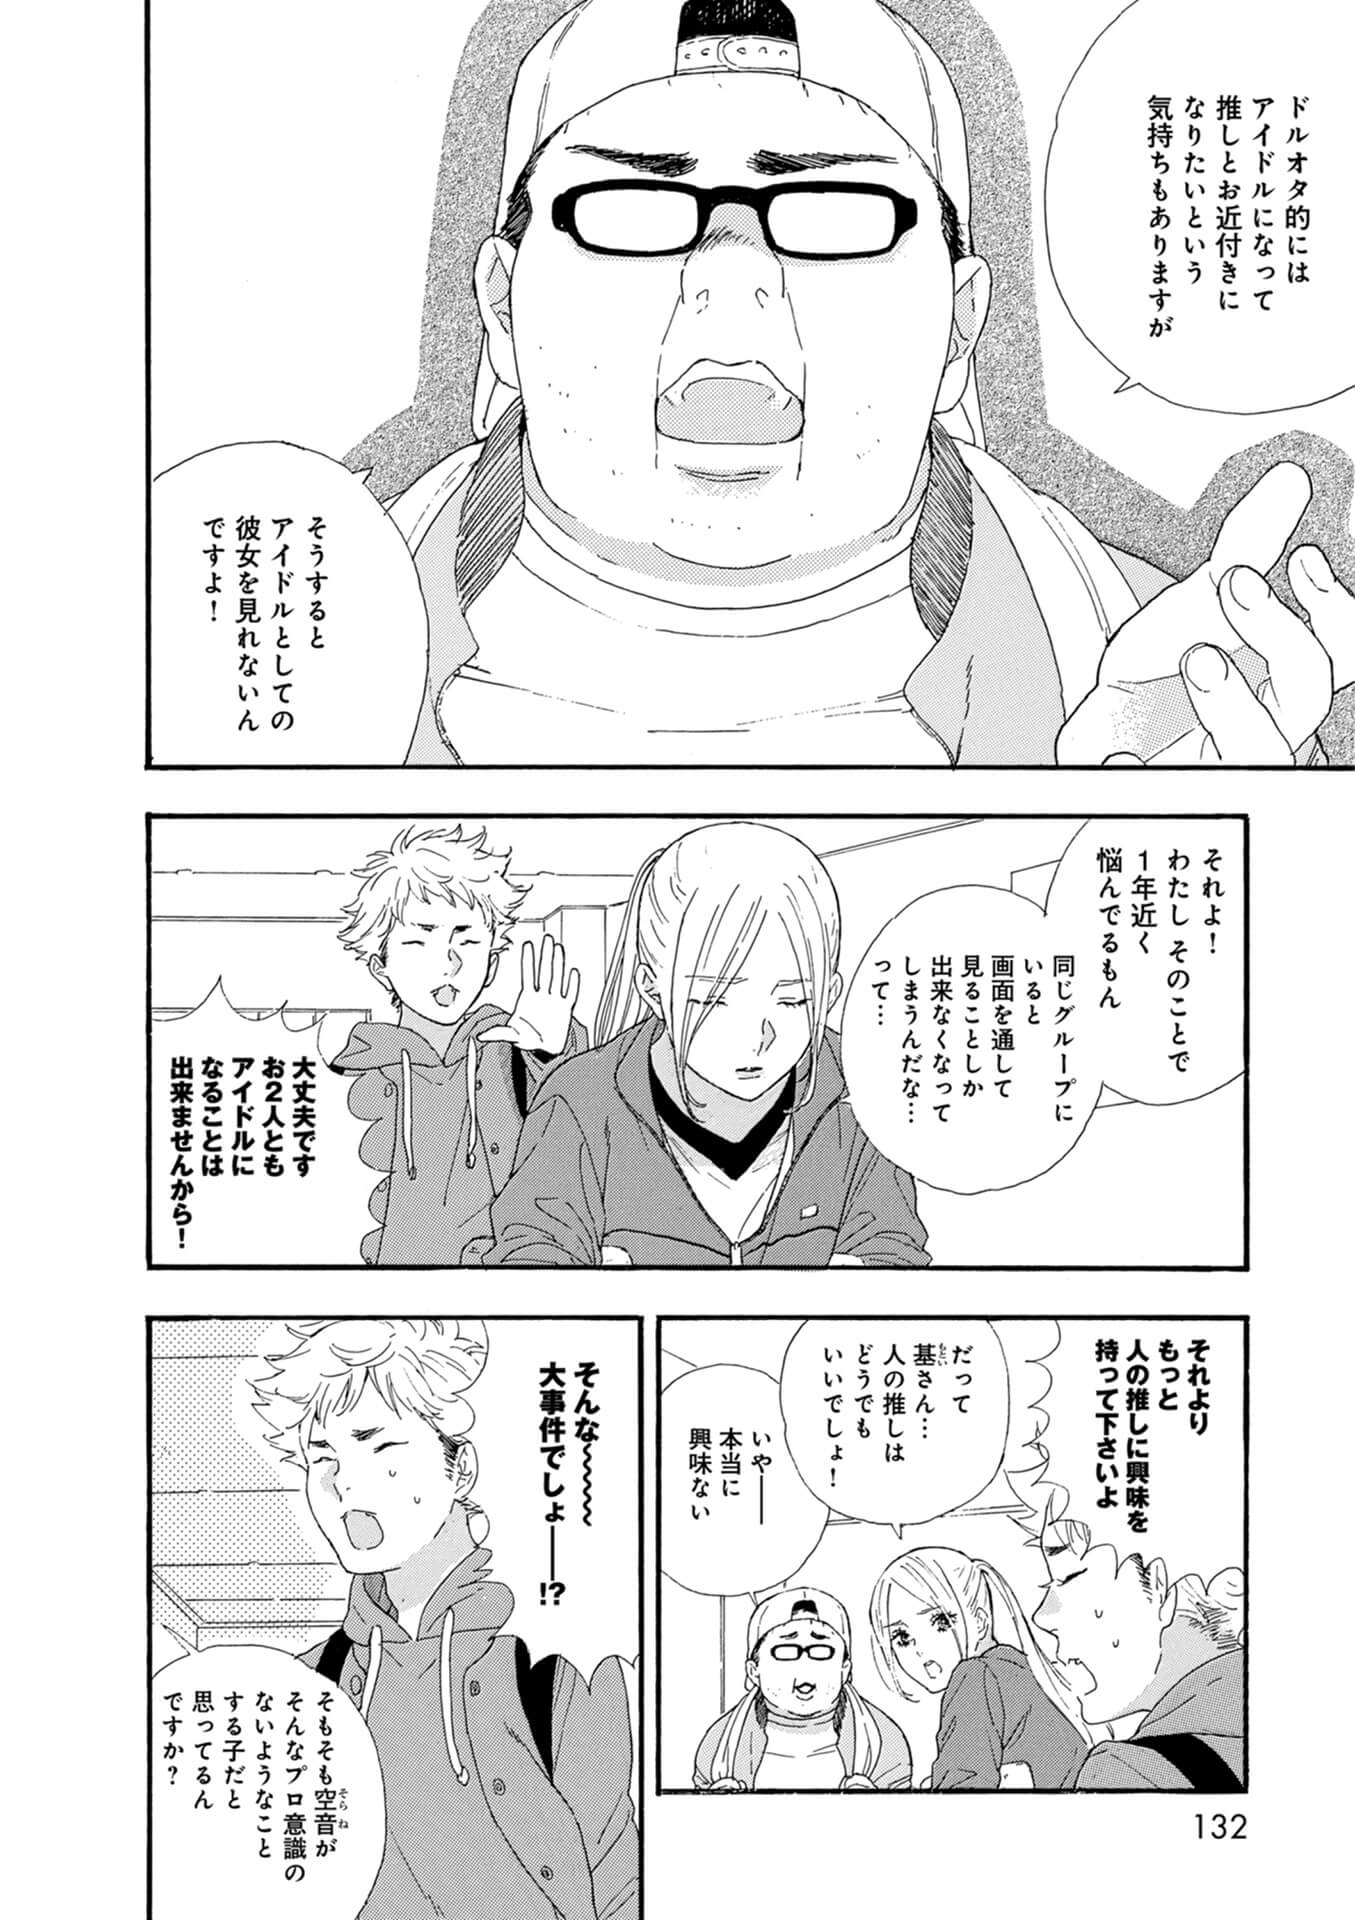 ドルオタ的には
アイドルになって
推しとお近付きに
なりたいという
気持ちもありますが
そうすると
アイドルとしての
彼女を見れないん
ですよ！
それよ！
わたし そのことで
1年近く
悩んでるもん
同じグループに
いると
画面を通して
見ることしか
出来なくなって
しまうんだな…
って…
大丈夫です
お2人とも
アイドルに
なることは
出来ませんから！
それより
もっと
人の推しに興味を
持って下さいよ
だって
基さん…
もとい
人の推しは
どうでも
いいでしょ！
いやー
本当に
興味ない
そんな〜〜〜〜
大事件でしょーー!?
そもそも空音が
そらね
そんなプロ意識の
ないようなこと
する子だと
思ってるん
ですか？
132